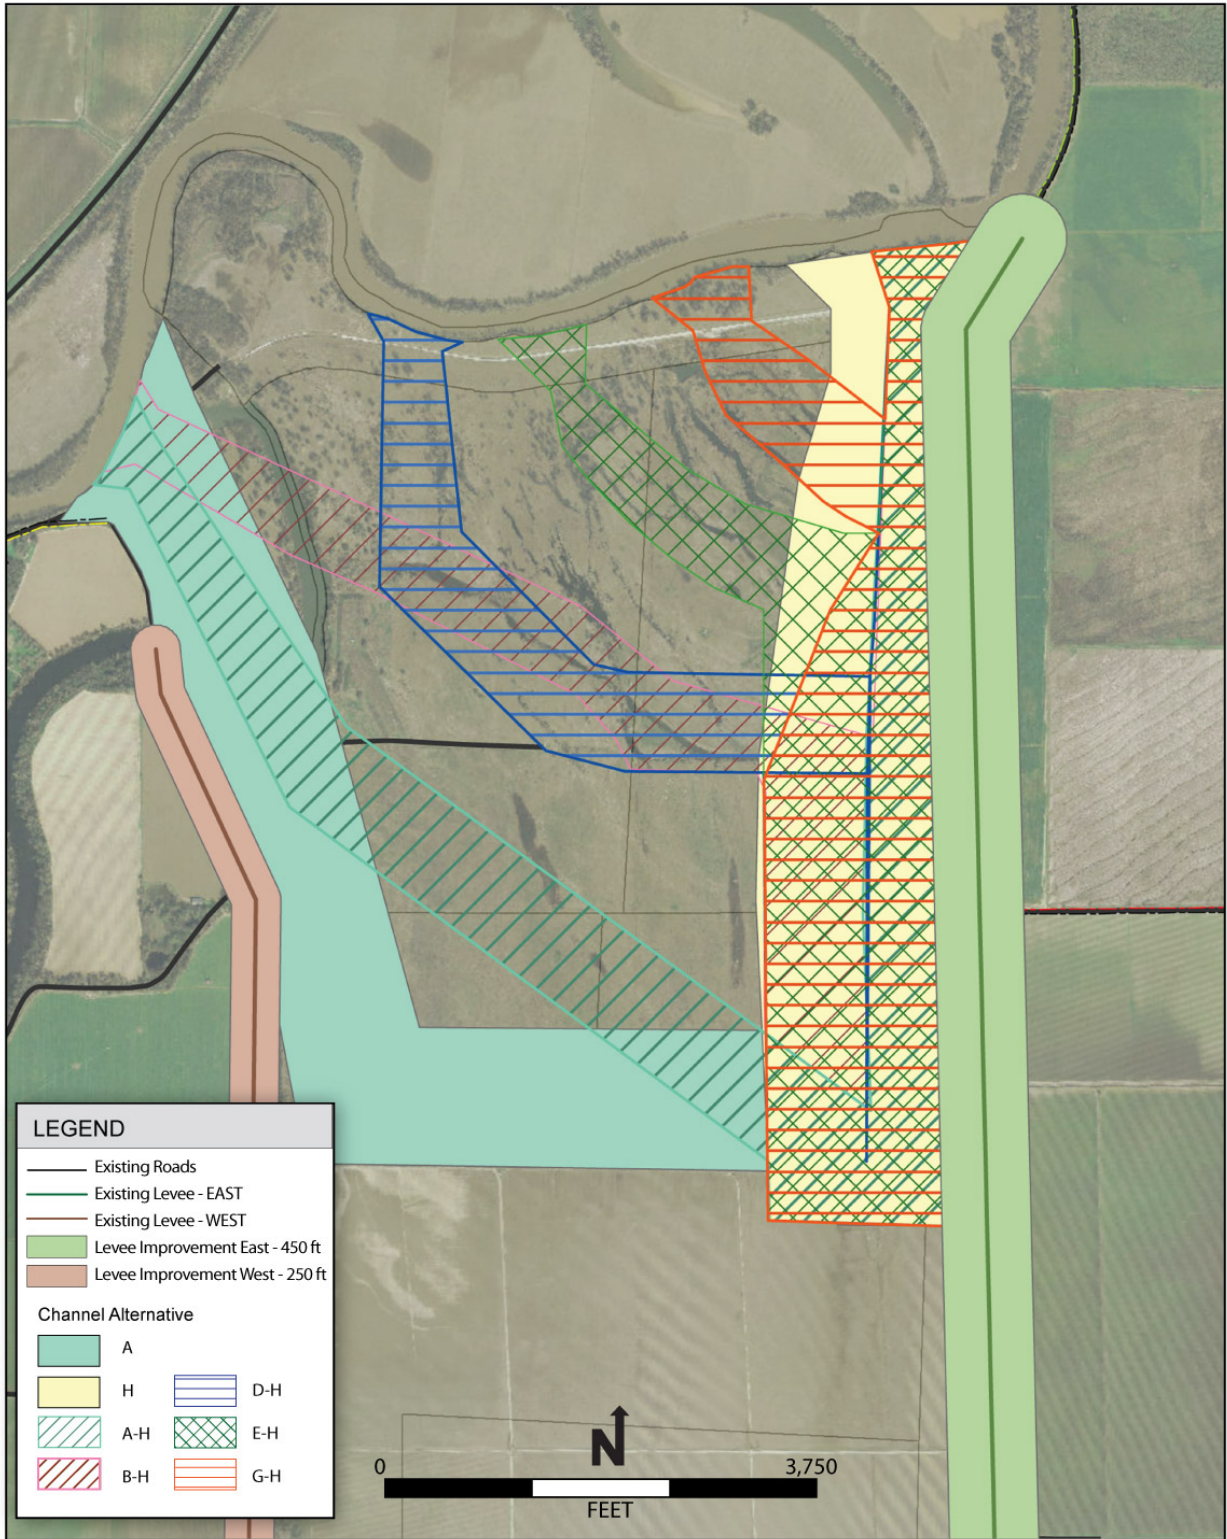 LEGEND
Existing Roads
Existing Levee - EAST
Existing Levee - WEST
Levee Improvement East - 450 ft
Levee Improvement West - 250 ft
Channel Alternative
A
H
D-H
A-H
E-H
B-H
G-H
N
0 3,750
FEET